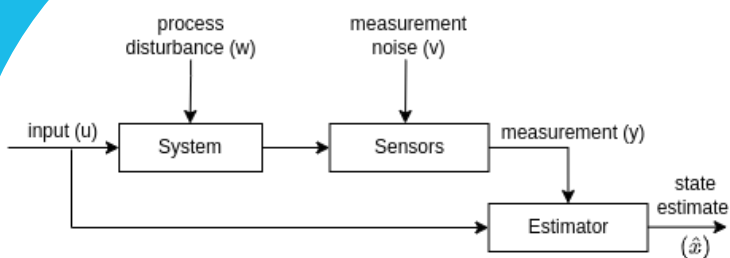 process
disturbance (w)
measurement
noise (v)
input (u)
System
Sensors
measurement (y)
state
estimate
Estimator
(x̂)